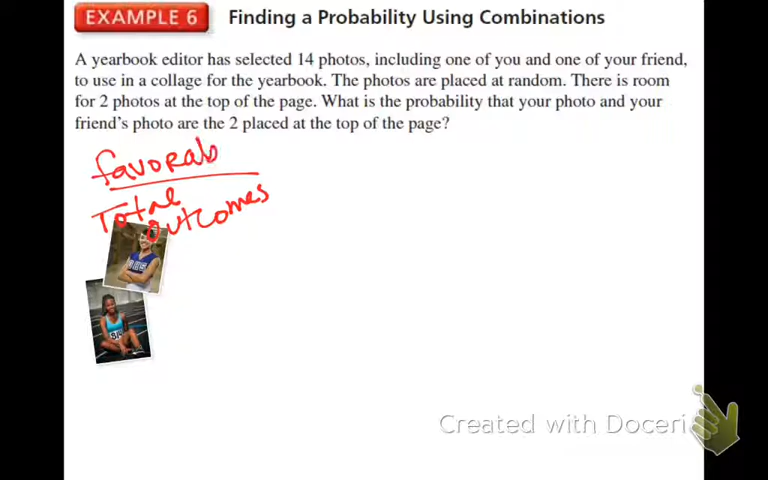 EXAMPLE 6 Finding a Probability Using Combinations
A yearbook editor has selected 14 photos, including one of you and one of your friend,
to use in a collage for the yearbook. The photos are placed at random. There is room
for 2 photos at the top of the page. What is the probability that your photo and your
friend's photo are the 2 placed at the top of the page?
favorab
Total
outcomes
Created with Doceri